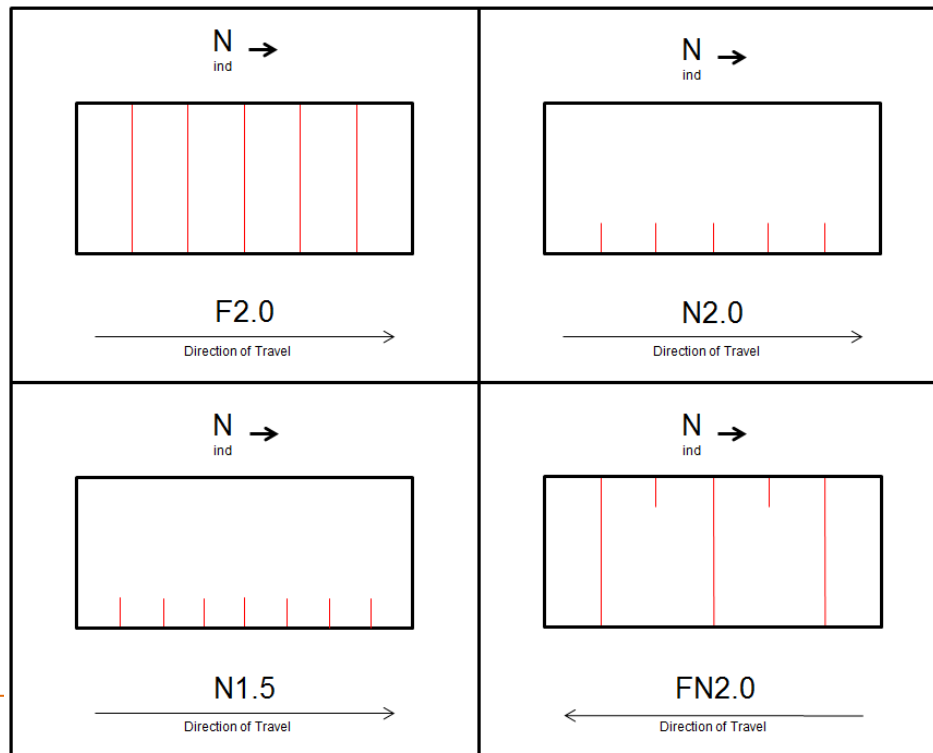 N
ind
F2.0
Direction of Travel
N
ind
N2.0
Direction of Travel
N
ind
N1.5
Direction of Travel
N
ind
FN2.0
Direction of Travel